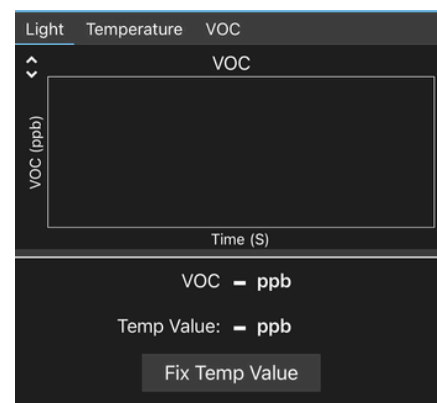 Light Temperature VOC
VOC
VOC (ppb)
Time (S)
VOC – ppb
Temp Value: – ppb
Fix Temp Value